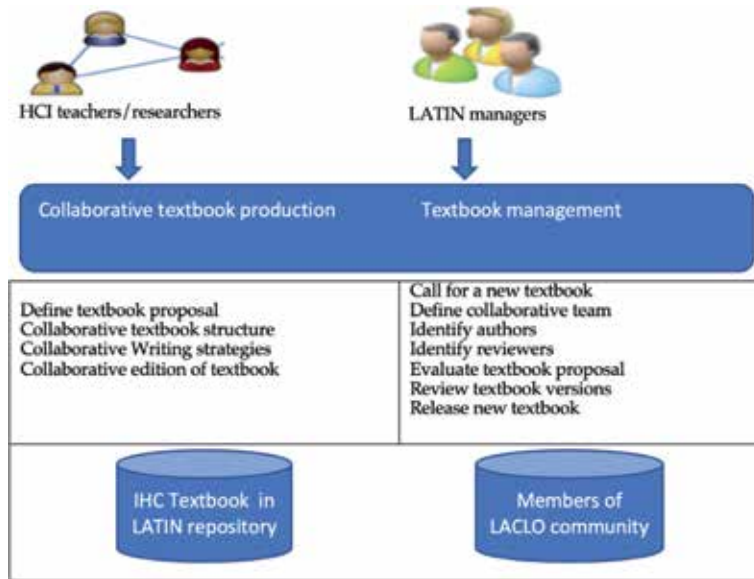 HCI teachers/researchers
LATIN managers
Collaborative textbook production
Textbook management
Define textbook proposal
Collaborative textbook structure
Collaborative Writing strategies
Collaborative edition of textbook
Call for a new textbook
Define collaborative team
Identify authors
Identify reviewers
Evaluate textbook proposal
Review textbook versions
Release new textbook
IHC Textbook in
LATIN repository
Members of
LACLO community